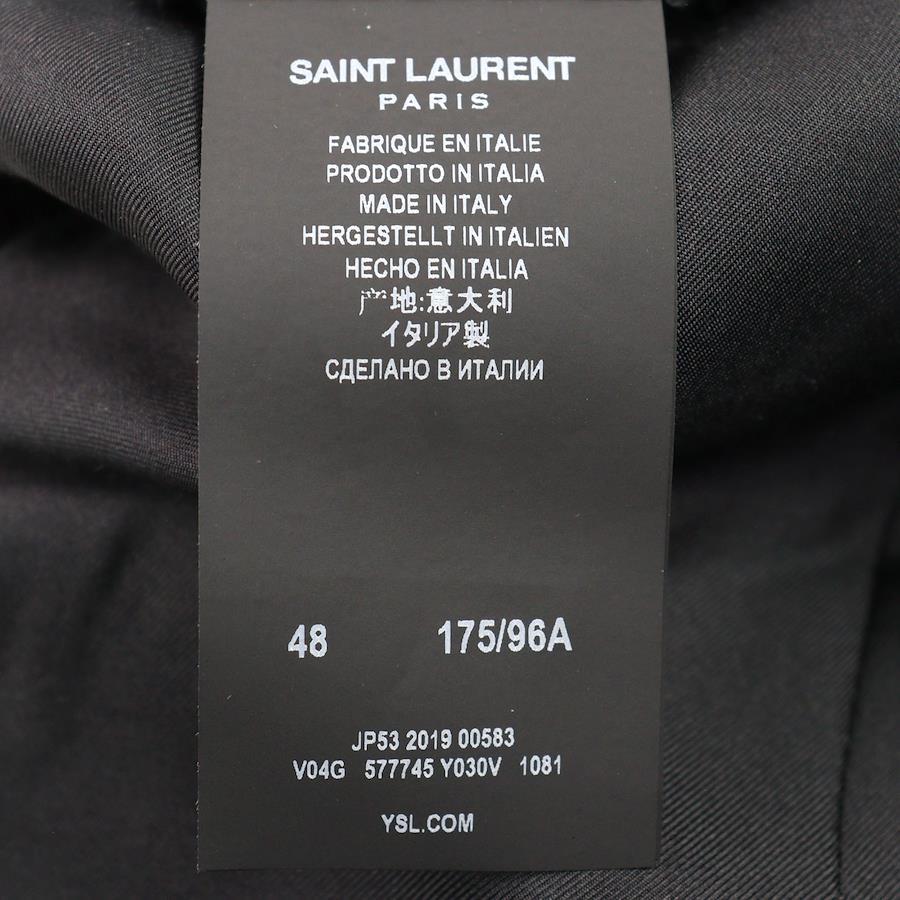 SAINT LAURENT
PARIS
FABRIQUE EN ITALIE
PRODOTTO IN ITALIA
MADE IN ITALY
HERGESTELLT IN ITALIEN
HECHO EN ITALIA
产地:意大利
イタリア製
СДЕЛАНО В ИТАЛИИ
48 175/96A
JP53 2019 00583
V04G 577745 Y030V 1081
YSL.COM